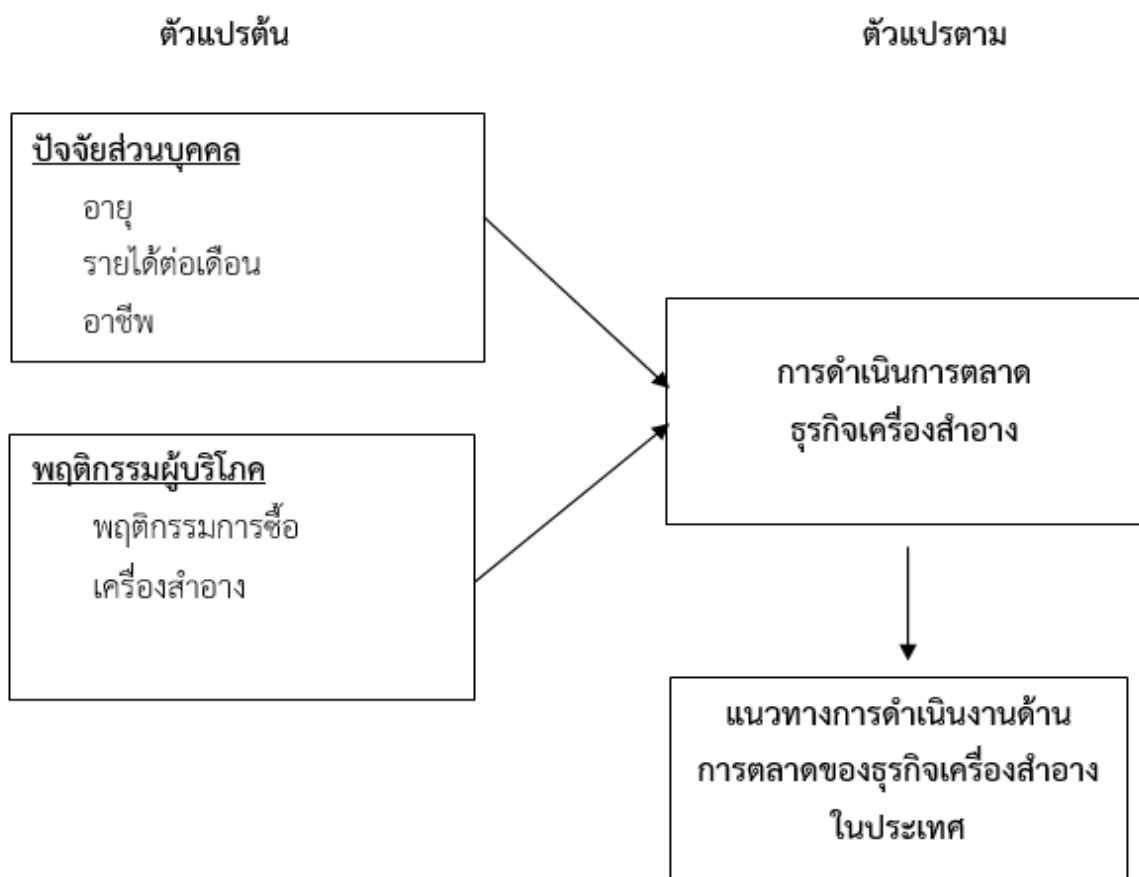 ตัวแปรต้น
ตัวแปรตาม
ปัจจัยส่วนบุคคล
อายุ
รายได้ต่อเดือน
อาชีพ
พฤติกรรมผู้บริโภค
พฤติกรรมการซื้อ
เครื่องสำอาง
การดำเนินการตลาด
ธุรกิจเครื่องสำอาง
แนวทางการดำเนินงานด้าน
การตลาดของธุรกิจเครื่องสำอาง
ในประเทศ